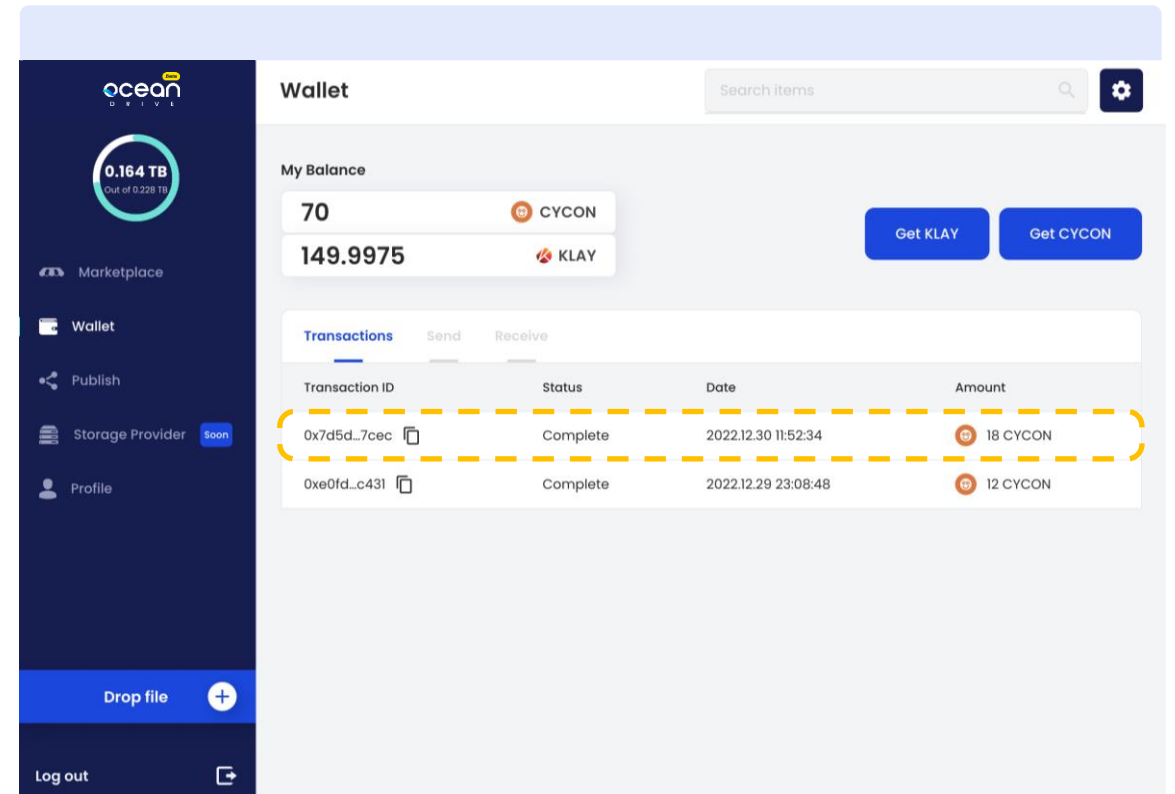 Beta
ocean
DRIVE
0.164 TB
Out of 0.228 TB
Marketplace
Wallet
Publish
Storage Provider Soon
Profile
Drop file
Log out
Wallet
Search items
My Balance
70 CYCON
149.9975 KLAY
Get KLAY Get CYCON
Transactions Send Receive
Transaction ID Status Date Amount
0x7d5d...7cec Complete 2022.12.30 11:52:34 18 CYCON
0xe0fd...c431 Complete 2022.12.29 23:08:48 12 CYCON